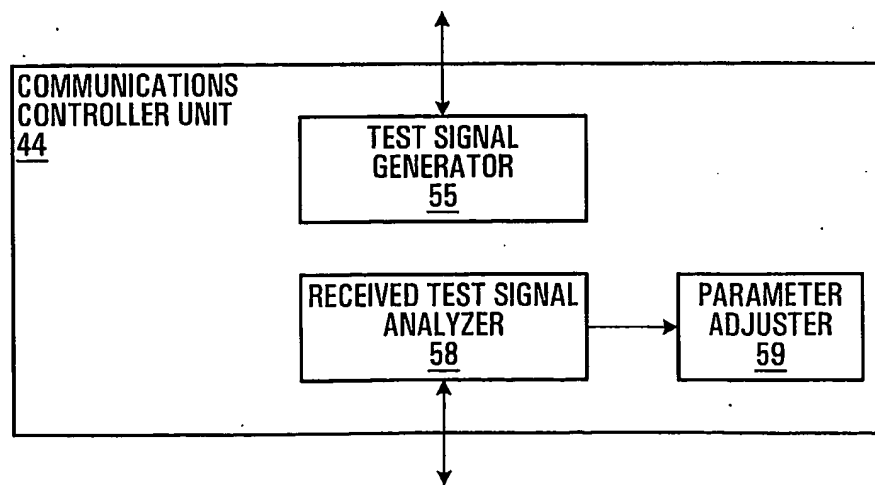 COMMUNICATIONS
CONTROLLER UNIT
44
TEST SIGNAL
GENERATOR
55
RECEIVED TEST SIGNAL
ANALYZER
58
PARAMETER
ADJUSTER
59